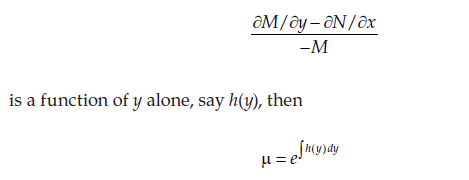 ∂M/∂y – ∂N/∂x
–M
is a function of y alone, say h(y), then
μ = e^∫h(y)dy